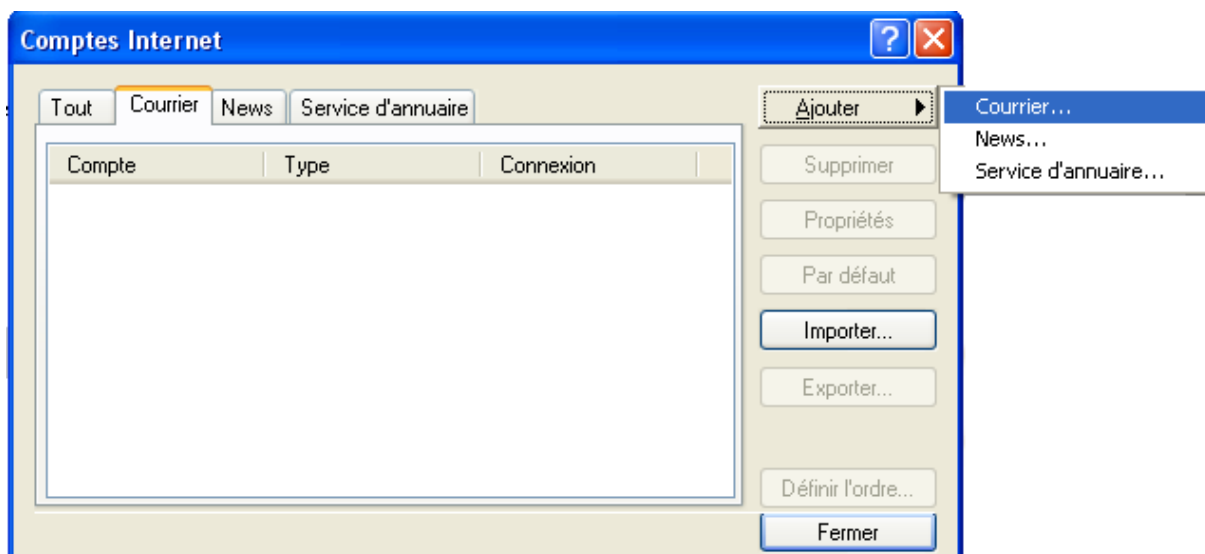 Comptes Internet
Tout Courrier News Service d'annuaire
Compte Type Connexion
Ajouter
Supprimer
Propriétés
Par défaut
Importer...
Exporter...
Définir l'ordre...
Fermer
Courrier...
News...
Service d'annuaire...